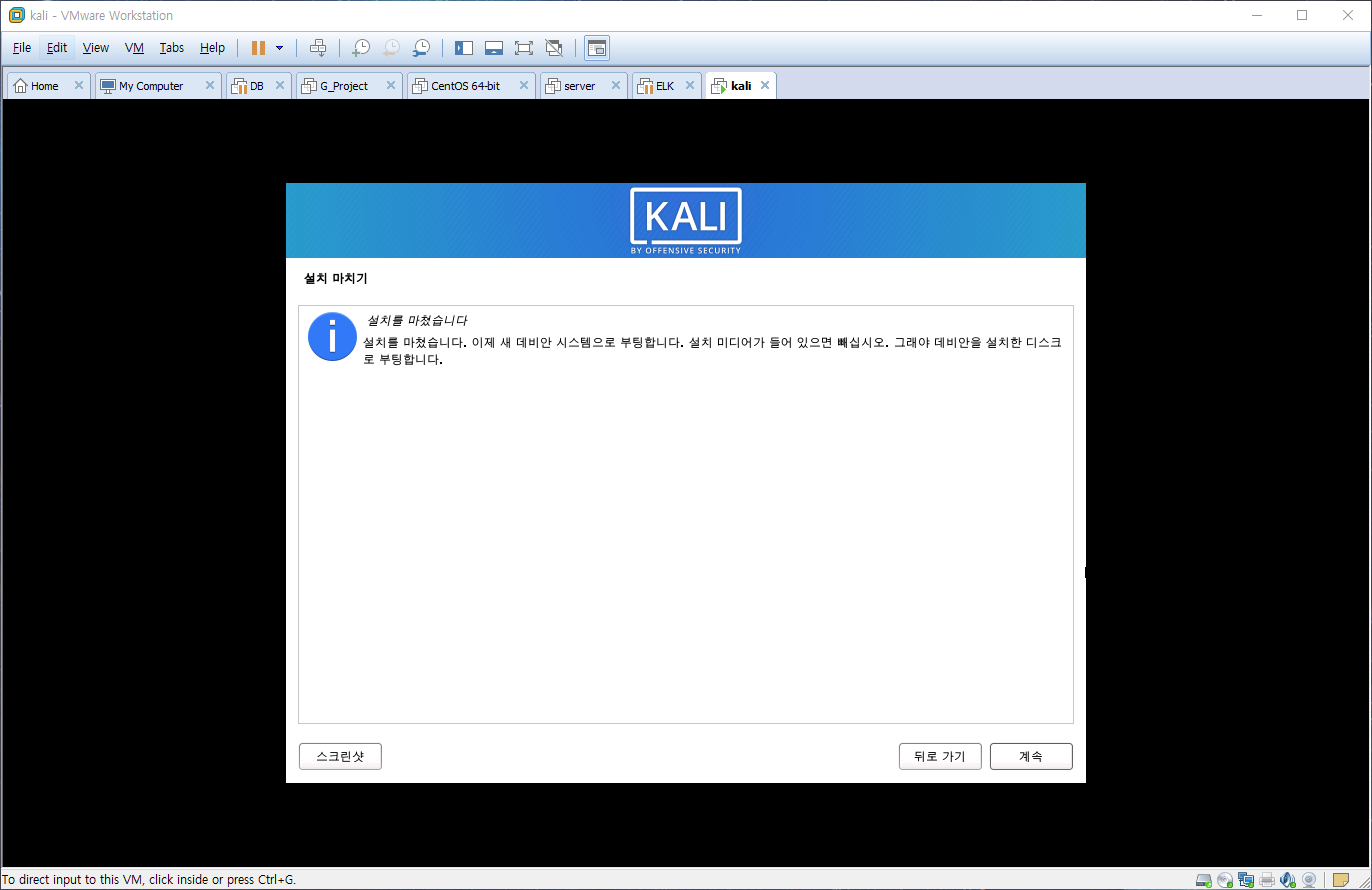 kali - VMware Workstation
File Edit View VM Tabs Help
Home My Computer DB G_Project CentOS 64-bit server ELK kali
KALI
BY OFFENSIVE SECURITY
설치 마치기
설치를 마쳤습니다
설치를 마쳤습니다. 이제 새 데비안 시스템으로 부팅합니다. 설치 미디어가 들어 있으면 빼십시오. 그래야 데비안을 설치한 디스크
로 부팅합니다.
스크린샷 뒤로 가기 계속
To direct input to this VM, click inside or press Ctrl+G.